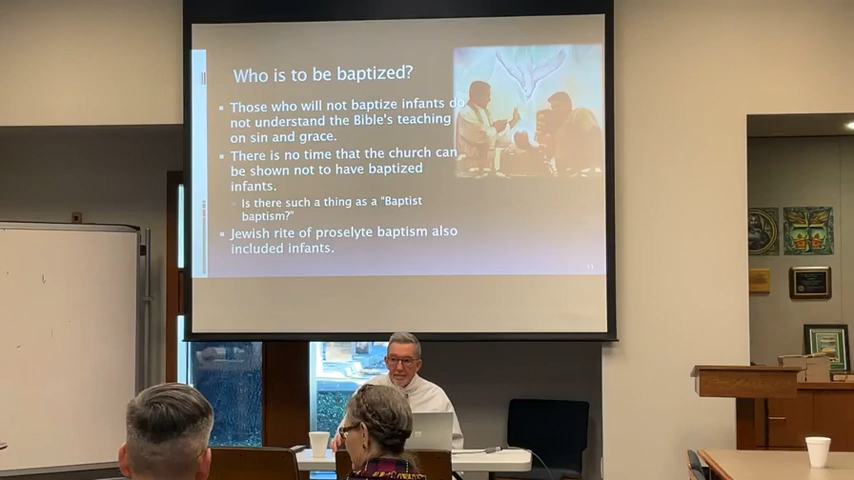 Who is to be baptized?
Those who will not baptize infants do
not understand the Bible's teaching
on sin and grace.
There is no time that the church can
be shown not to have baptized
infants.
Is there such a thing as a "Baptist
baptism?"
Jewish rite of proselyte baptism also
included infants.